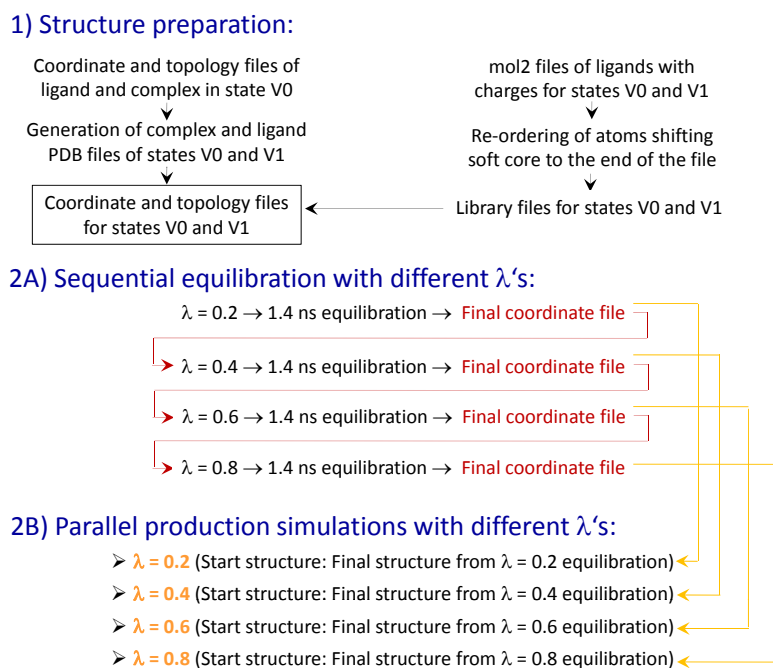 1) Structure preparation:
Coordinate and topology files of
ligand and complex in state V0
Generation of complex and ligand
PDB files of states V0 and V1
Coordinate and topology files
for states V0 and V1
mol2 files of ligands with
charges for states V0 and V1
Re-ordering of atoms shifting
soft core to the end of the file
Library files for states V0 and V1
2A) Sequential equilibration with different λ‘s:
λ = 0.2 → 1.4 ns equilibration → Final coordinate file
λ = 0.4 → 1.4 ns equilibration → Final coordinate file
λ = 0.6 → 1.4 ns equilibration → Final coordinate file
λ = 0.8 → 1.4 ns equilibration → Final coordinate file
2B) Parallel production simulations with different λ‘s:
➢ λ = 0.2 (Start structure: Final structure from λ = 0.2 equilibration)
➢ λ = 0.4 (Start structure: Final structure from λ = 0.4 equilibration)
➢ λ = 0.6 (Start structure: Final structure from λ = 0.6 equilibration)
➢ λ = 0.8 (Start structure: Final structure from λ = 0.8 equilibration)